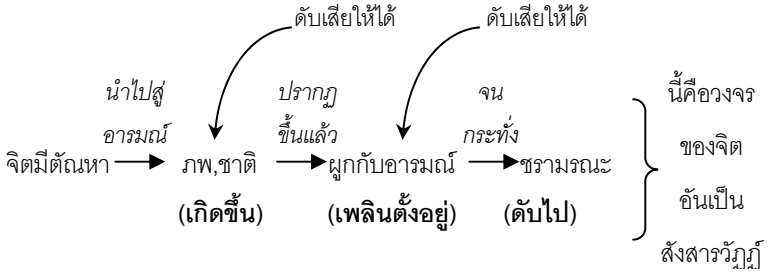 ดับเสียให้ได้ ดับเสียให้ได้
นำไปสู่ ปรากฏ จน นี้คือวงจร
อารมณ์ ขึ้นแล้ว กระทั่ง
ของจิต
จิตมีตัณหา ภพ,ชาติ ผูกกับอารมณ์ ชรามรณะ
อันเป็น
(เกิดขึ้น) (เพลินตั้งอยู่) (ดับไป)
สังสารวัฏฏ์